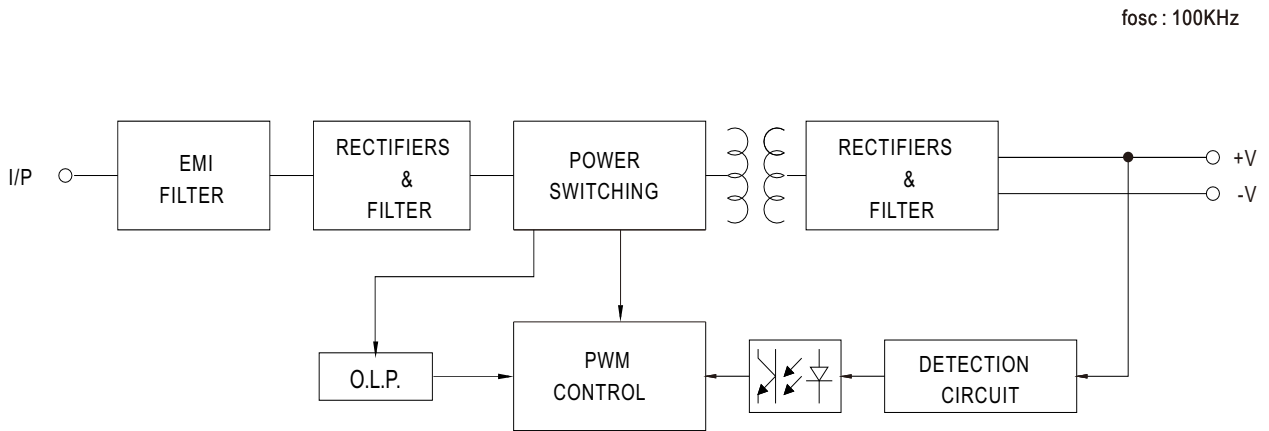 fosc : 100KHz
I/P
EMI
FILTER
RECTIFIERS
&
FILTER
POWER
SWITCHING
RECTIFIERS
&
FILTER
+V
-V
O.L.P.
PWM
CONTROL
DETECTION
CIRCUIT